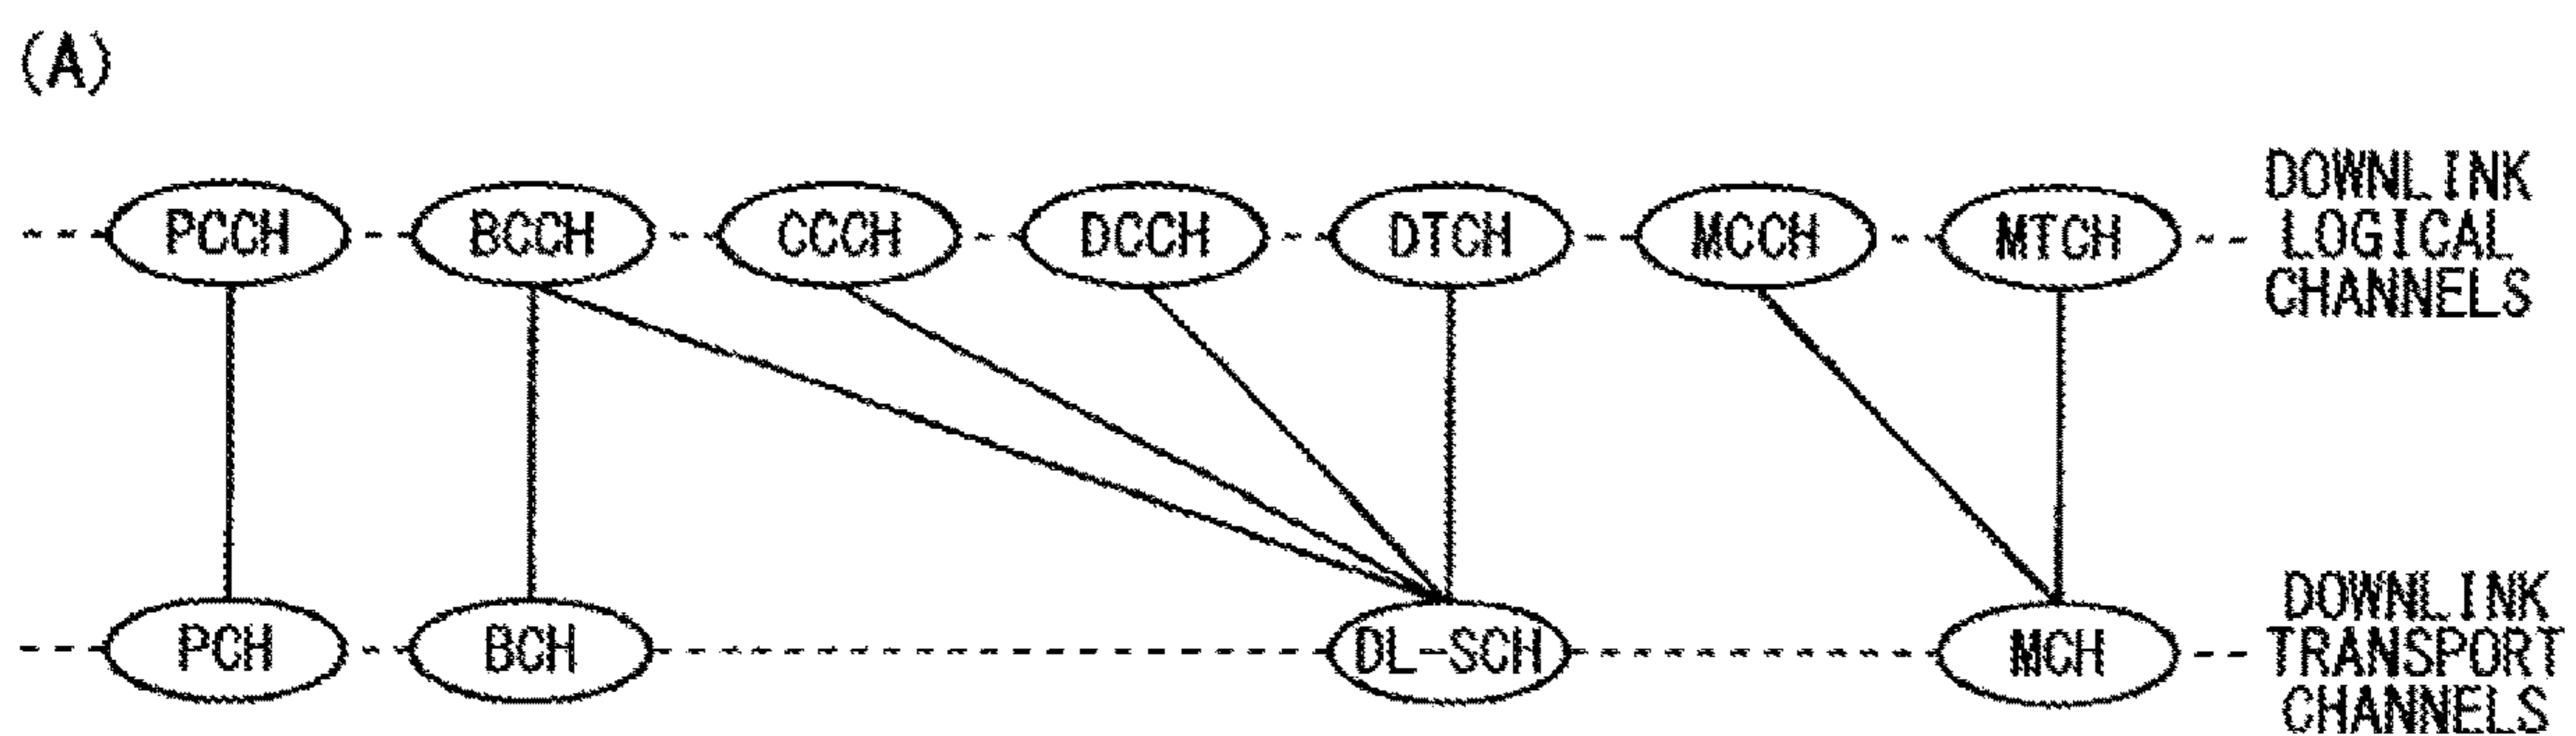 (A)
PCCH BCCH CCCH DCCH DTCH MCCH MTCH
DOWNLINK
LOGICAL
CHANNELS
PCH BCH DL-SCH MCH
DOWNLINK
TRANSPORT
CHANNELS